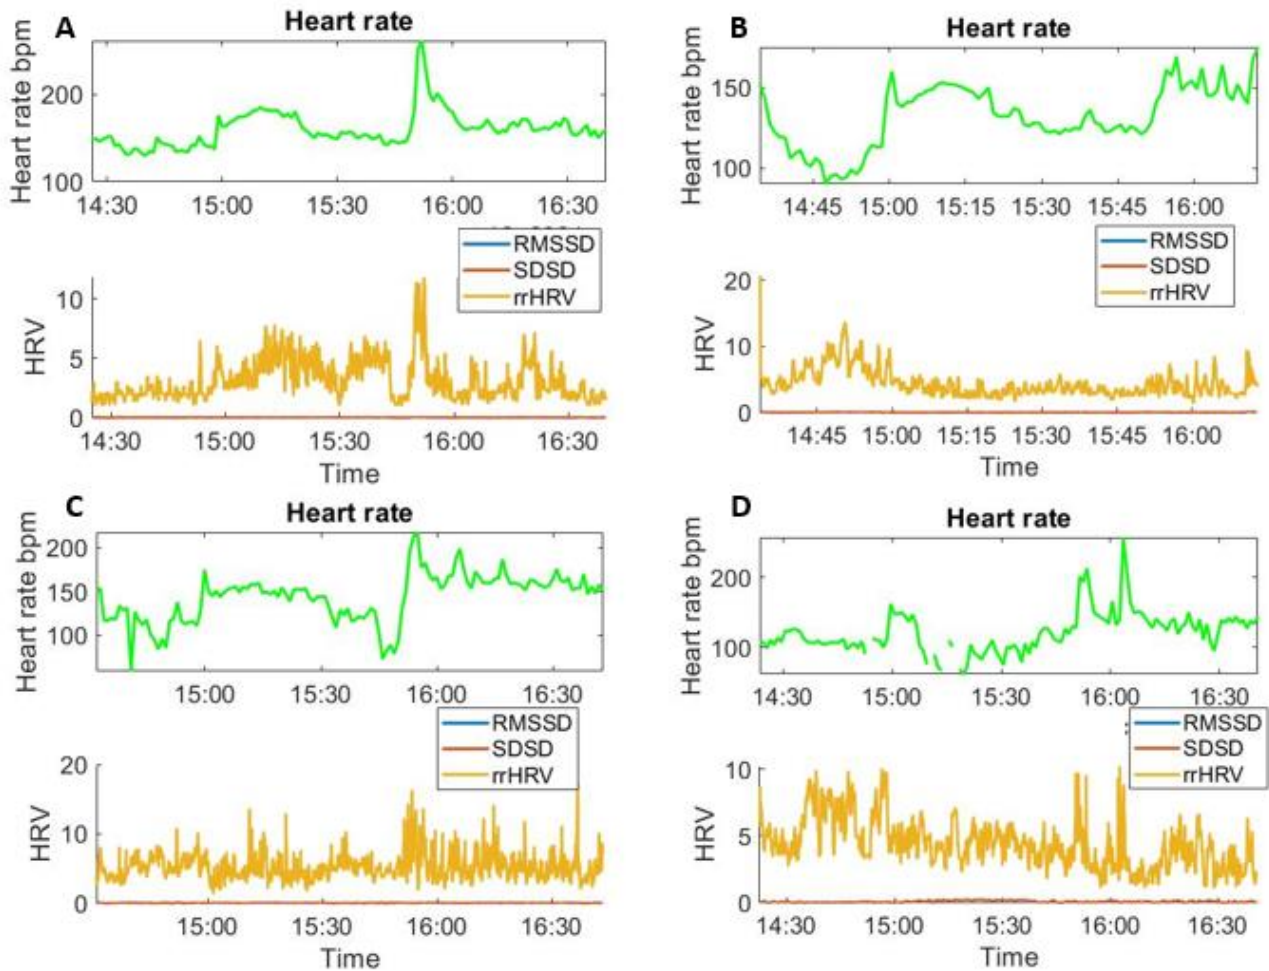 A
Heart rate
Heart rate bpm
200
100
14:30 15:00 15:30 16:00 16:30
RMSSD
SDSD
rrHRV
HRV
10
5
0
14:30 15:00 15:30 16:00 16:30
Time
B
Heart rate
Heart rate bpm
150
100
14:45 15:00 15:15 15:30 15:45 16:00
RMSSD
SDSD
rrHRV
HRV
20
10
0
14:45 15:00 15:15 15:30 15:45 16:00
Time
C
Heart rate
Heart rate bpm
200
150
100
15:00 15:30 16:00 16:30
RMSSD
SDSD
rrHRV
HRV
20
10
0
15:00 15:30 16:00 16:30
Time
D
Heart rate
Heart rate bpm
200
100
14:30 15:00 15:30 16:00 16:30
RMSSD
SDSD
rrHRV
HRV
10
5
0
14:30 15:00 15:30 16:00 16:30
Time